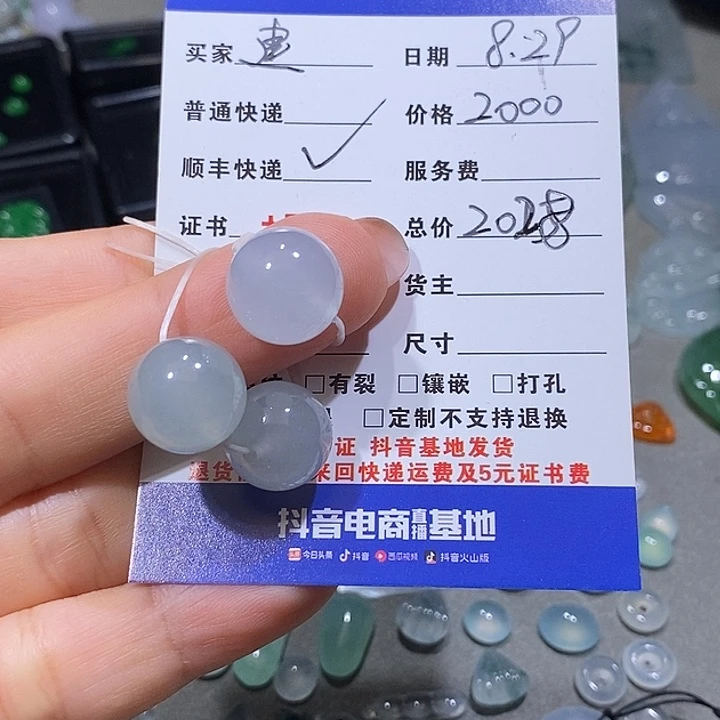 买家 惠 日期 8.29
普通快递 价格 2000
顺丰快递 ✓ 服务费
证书 总价
货主
尺寸
□有裂 □镶嵌 □打孔
□定制不支持退换
证 抖音基地发货
退货 来回快递运费及5元证书费
抖音电商直播基地
今日头条 抖音 西瓜视频 抖音火山版